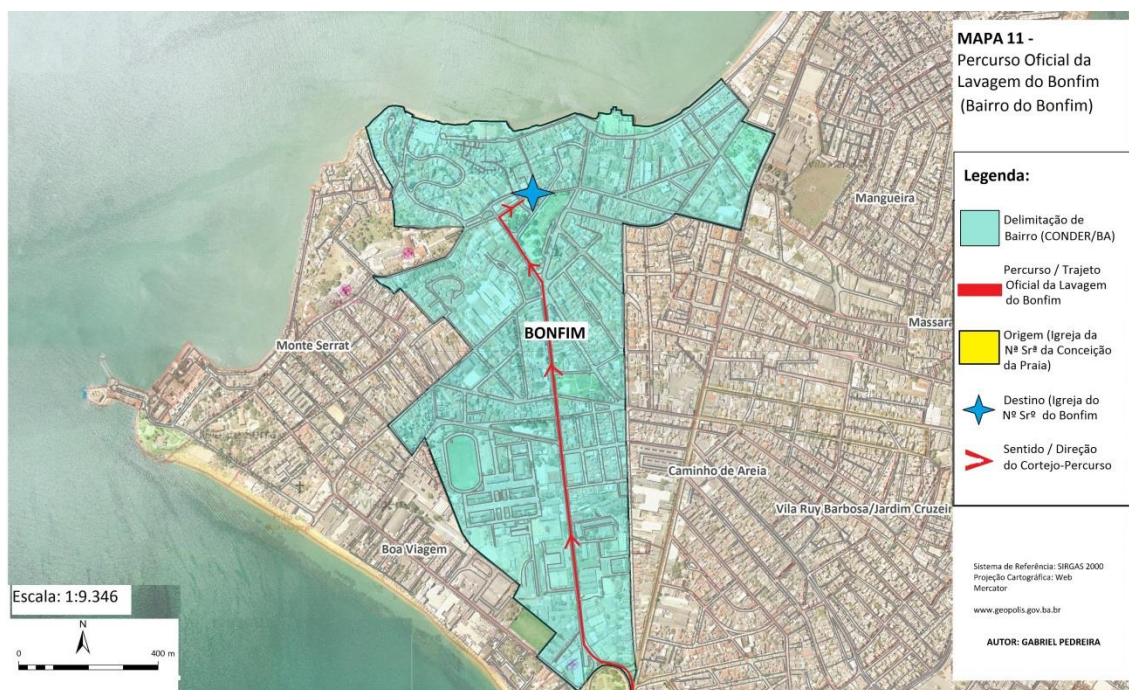 MAPA 11 -
Percurso Oficial da
Lavagem do Bonfim
(Bairro do Bonfim)
Legenda:
Delimitação de
Bairro (CONDER/BA)
Percurso / Trajeto
Oficial da Lavagem
do Bonfim
Origem (Igreja da
Nª Srª da Conceição
da Praia)
Destino (Igreja do
Nº Srº do Bonfim
Sentido / Direção
do Cortejo-Percurso
Sistema de Referência: SIRGAS 2000
Projeção Cartográfica: Web
Mercator
www.geopolis.gov.ba.br
AUTOR: GABRIEL PEDREIRA
Mangueira
Massara
BONFIM
Monte Serrat
Caminho de Areia
Vila Ruy Barbosa/Jardim Cruzeir
Boa Viagem
Escala: 1:9.346
N
0 400 m